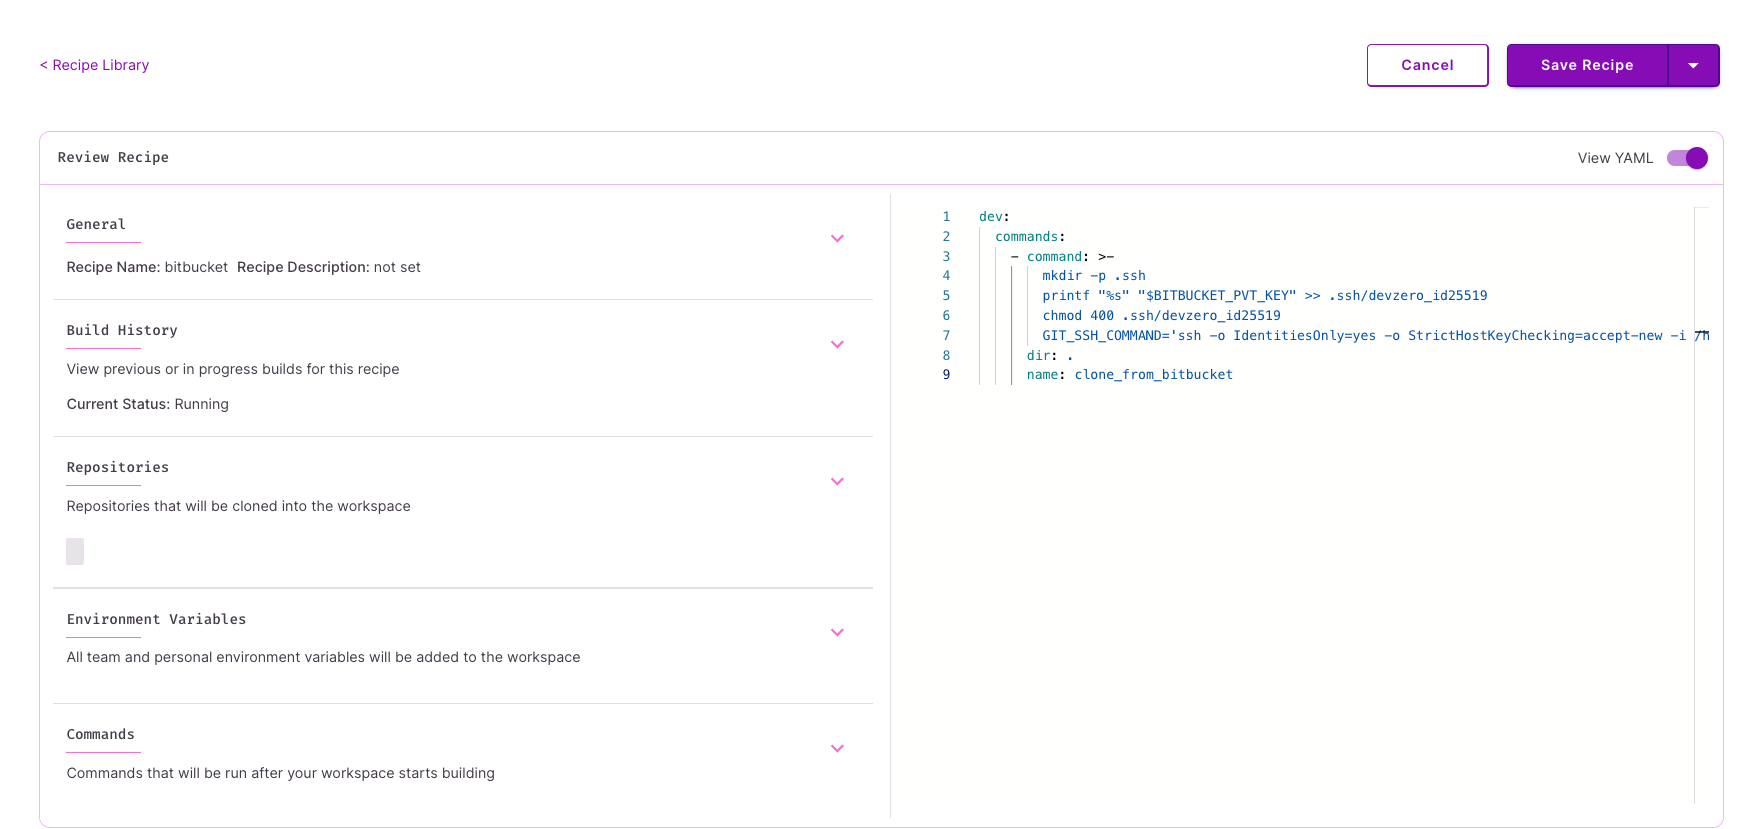 < Recipe Library
Cancel
Save Recipe
Review Recipe
View YAML
General
Recipe Name: bitbucket Recipe Description: not set
Build History
View previous or in progress builds for this recipe
Current Status: Running
Repositories
Repositories that will be cloned into the workspace
Environment Variables
All team and personal environment variables will be added to the workspace
Commands
Commands that will be run after your workspace starts building
1 dev:
2 commands:
3 - command: >-
4 mkdir -p .ssh
5 printf "%s" "$BITBUCKET_PVT_KEY" >> .ssh/devzero_id25519
6 chmod 400 .ssh/devzero_id25519
7 GIT_SSH_COMMAND='ssh -o IdentitiesOnly=yes -o StrictHostKeyChecking=accept-new -i
8 dir: .
9 name: clone_from_bitbucket